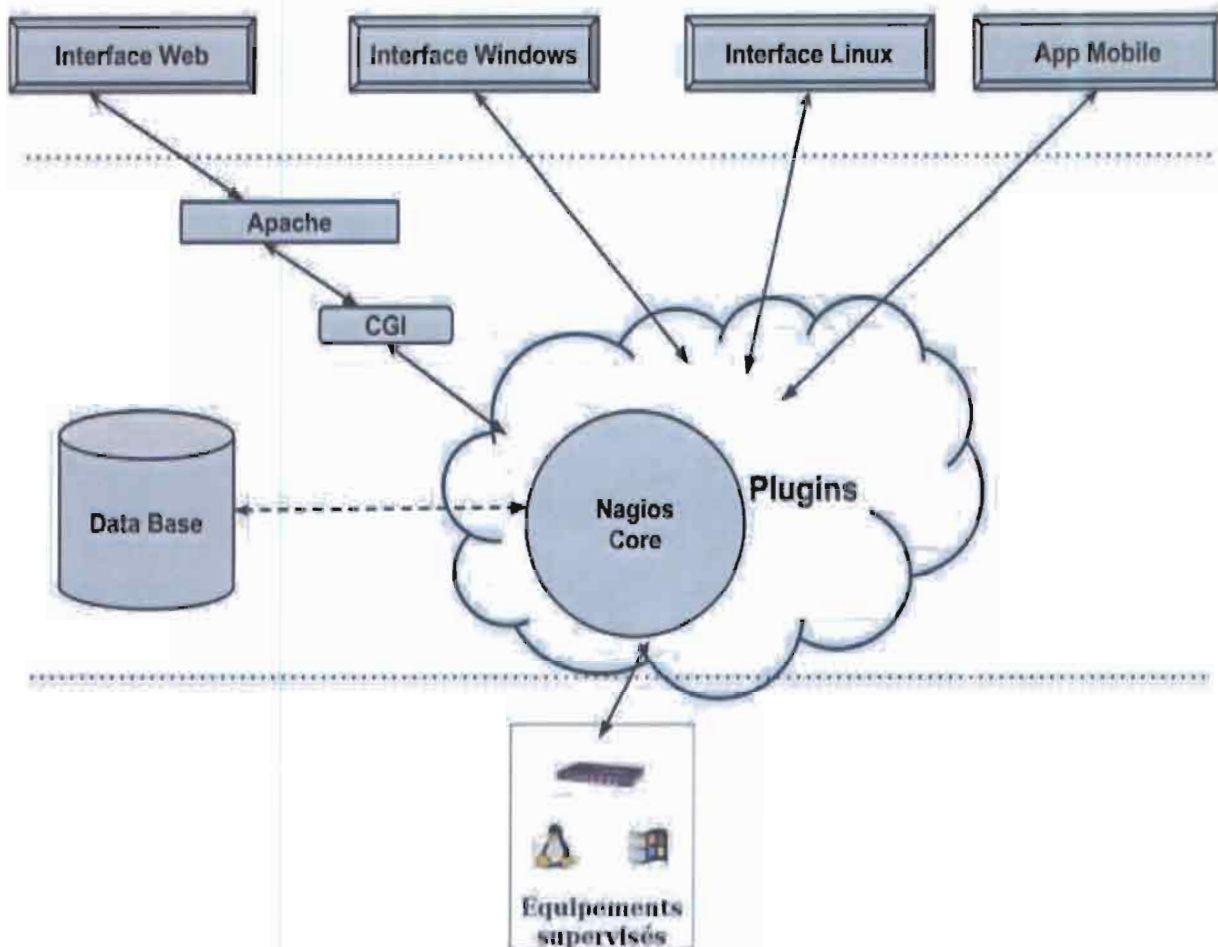 Interface Web
Interface Windows
Interface Linux
App Mobile
Apache
CGI
Data Base
Nagios
Core
Plugins
Equipements
supervisés